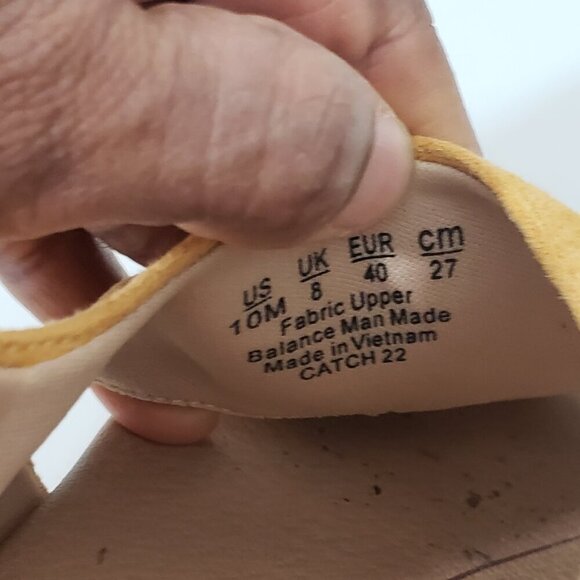 US UK EUR cm
10M 8 40 27
Fabric Upper
Balance Man Made
Made in Vietnam
CATCH 22